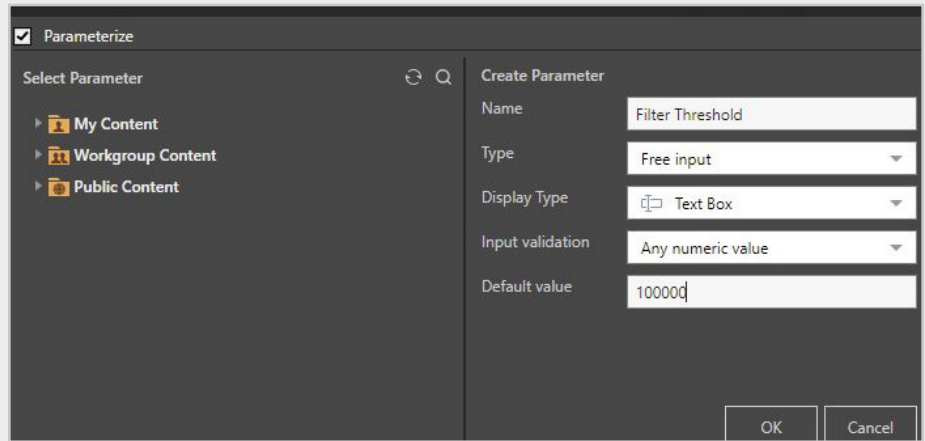 Parameterize
Select Parameter
My Content
Workgroup Content
Public Content
Create Parameter
Name Filter Threshold
Type Free input
Display Type Text Box
Input validation Any numeric value
Default value 100000
OK Cancel